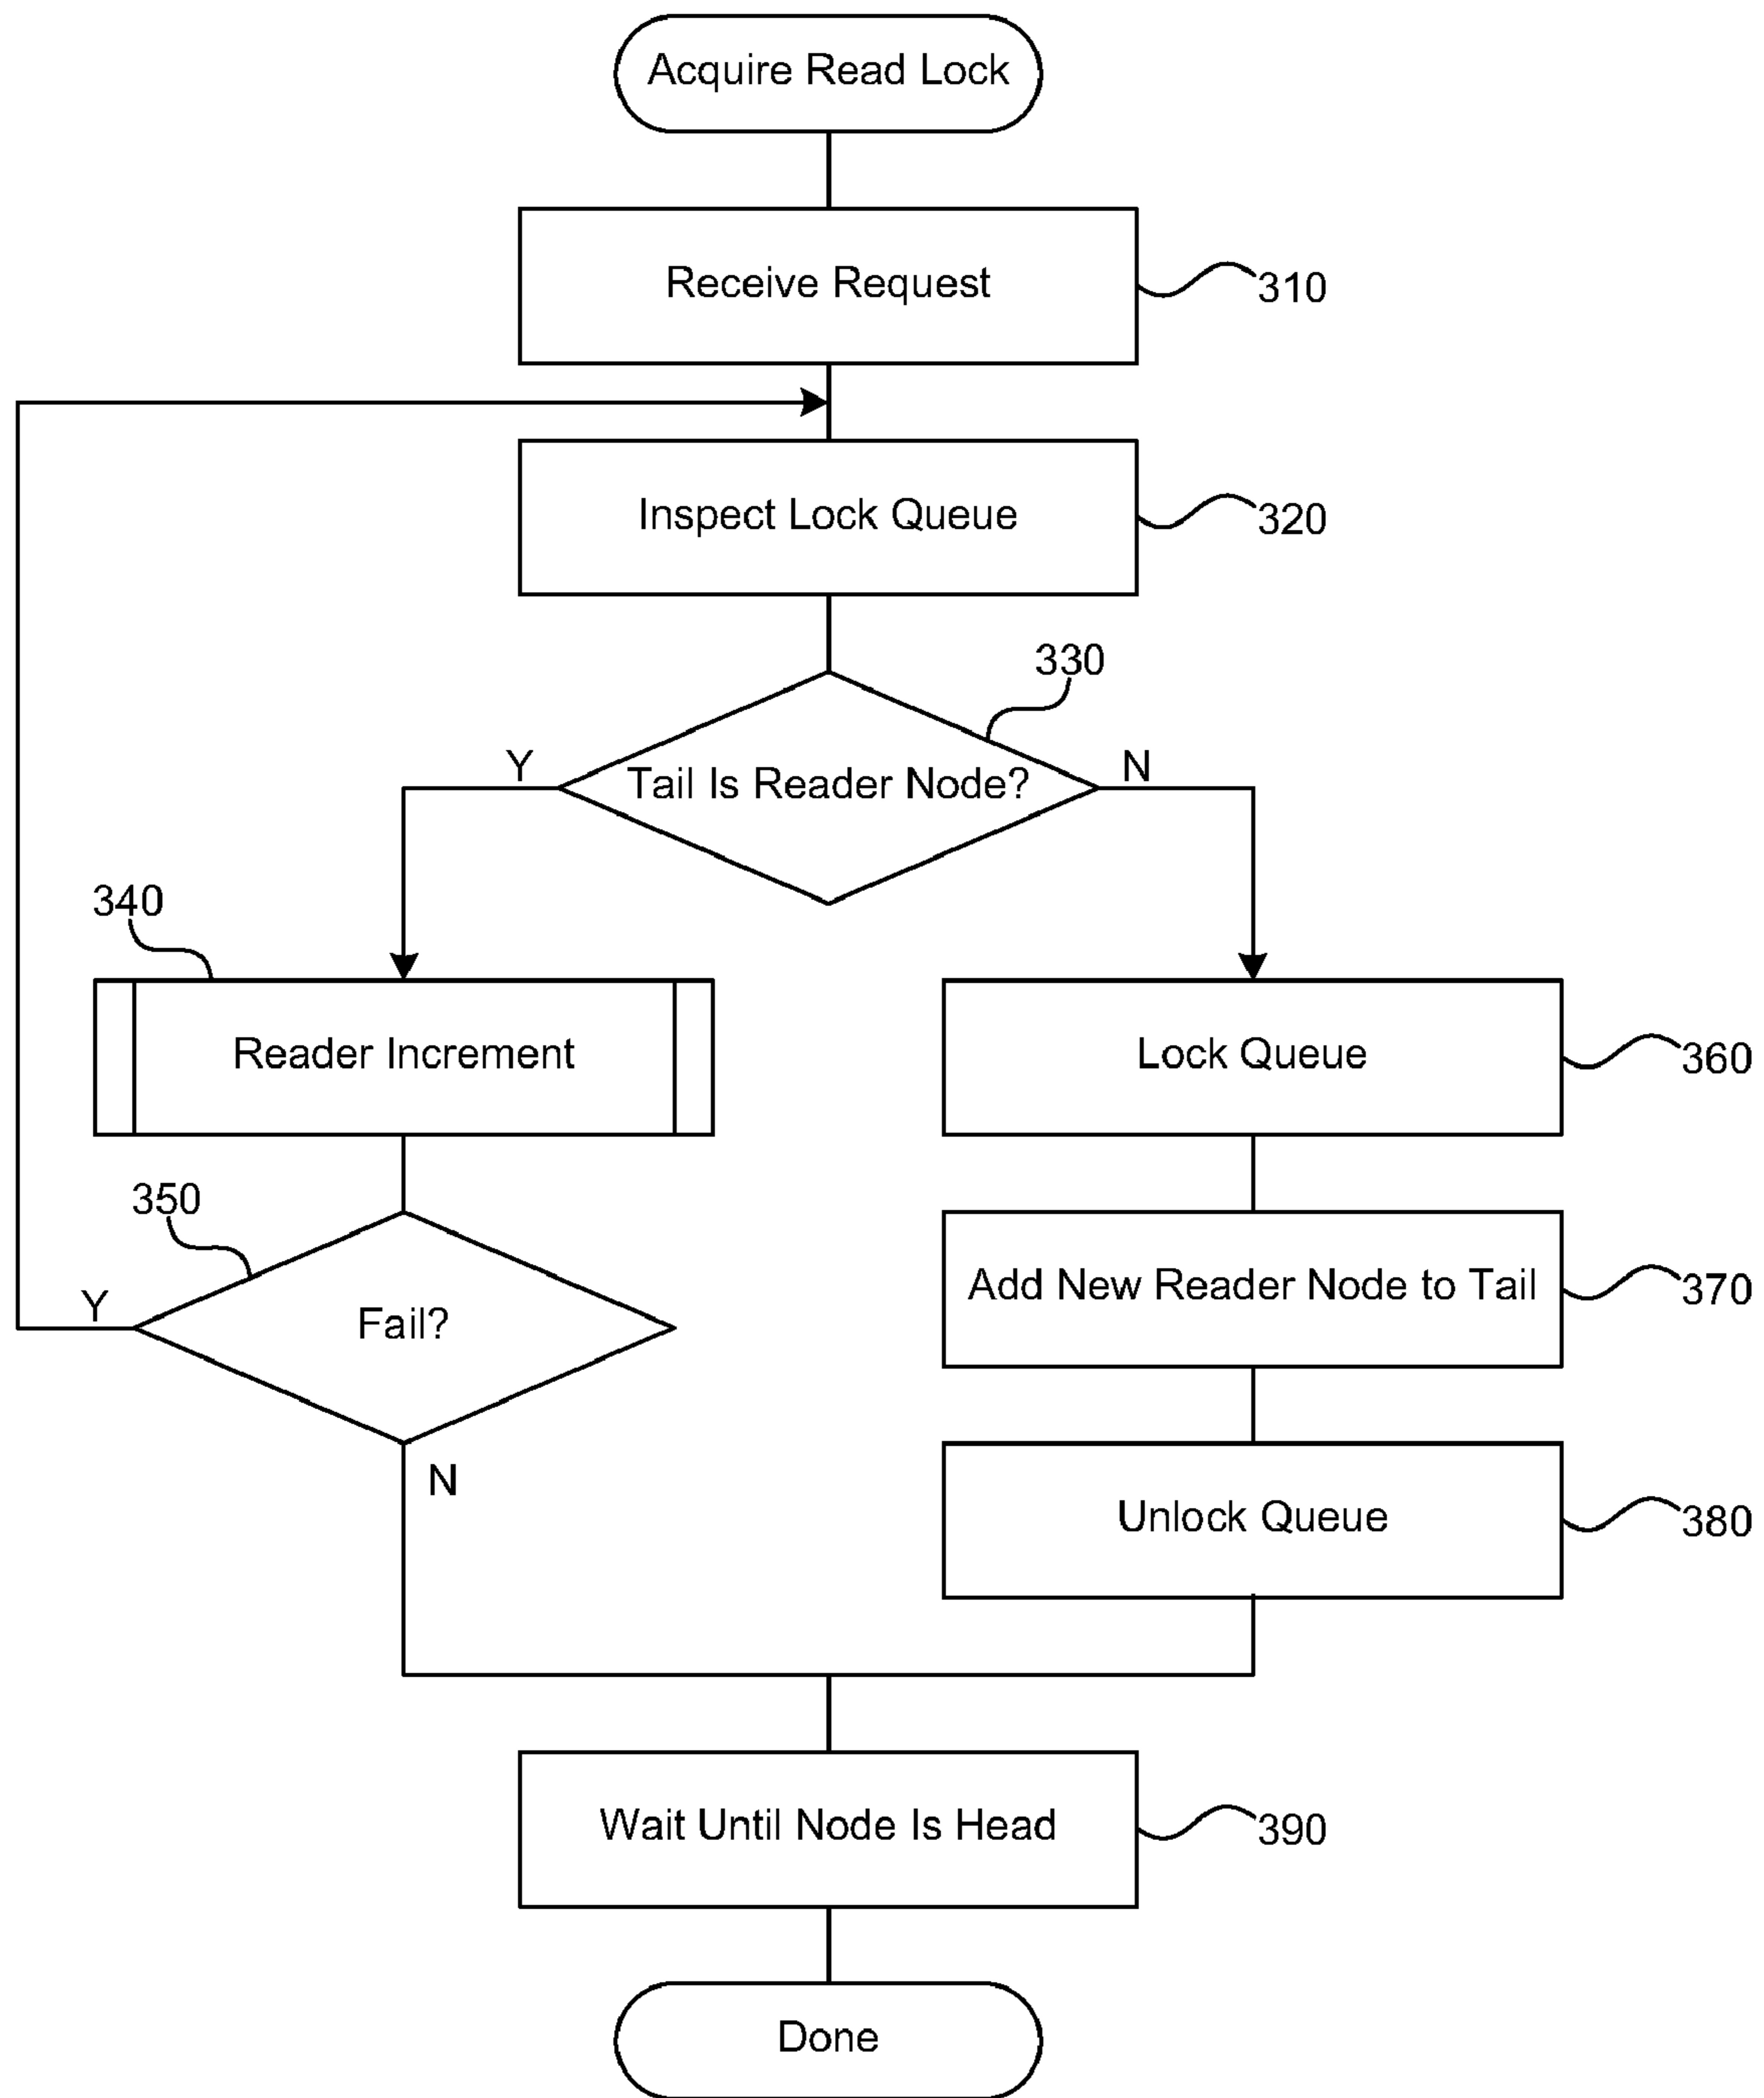 Acquire Read Lock
Receive Request
310
Inspect Lock Queue
320
330
Y
Tail Is Reader Node?
N
340
Reader Increment
Lock Queue
360
350
Y
Fail?
N
Add New Reader Node to Tail
370
Unlock Queue
380
Wait Until Node Is Head
390
Done